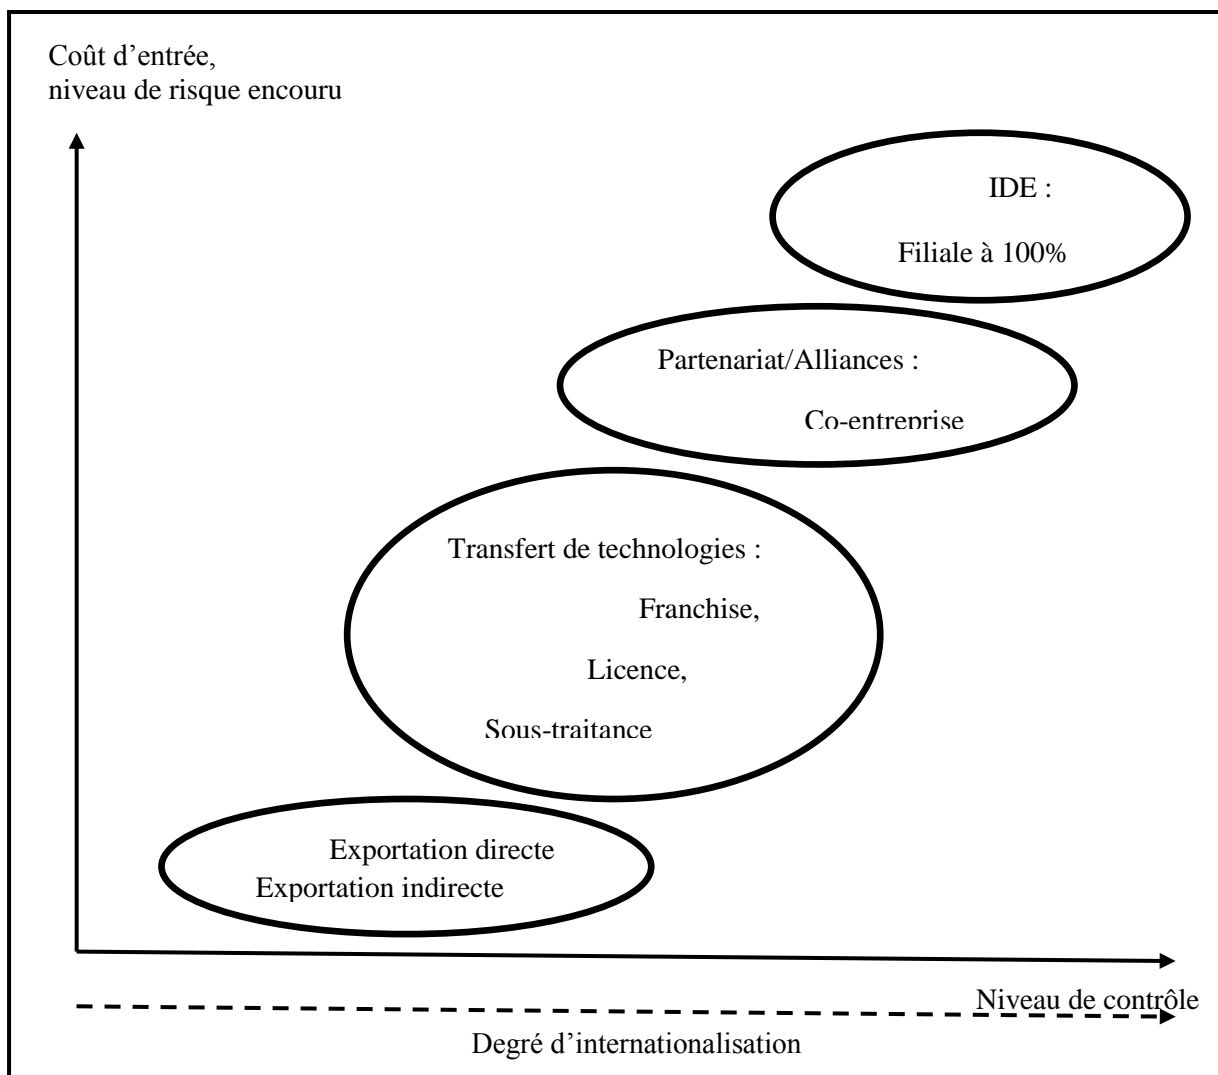 Coût d’entrée,
niveau de risque encouru
IDE :
Filiale à 100%
Partenariat/Alliances :
Co-entreprise
Transfert de technologies :
Franchise,
Licence,
Sous-traitance
Exportation directe
Exportation indirecte
Niveau de contrôle
Degré d’internationalisation